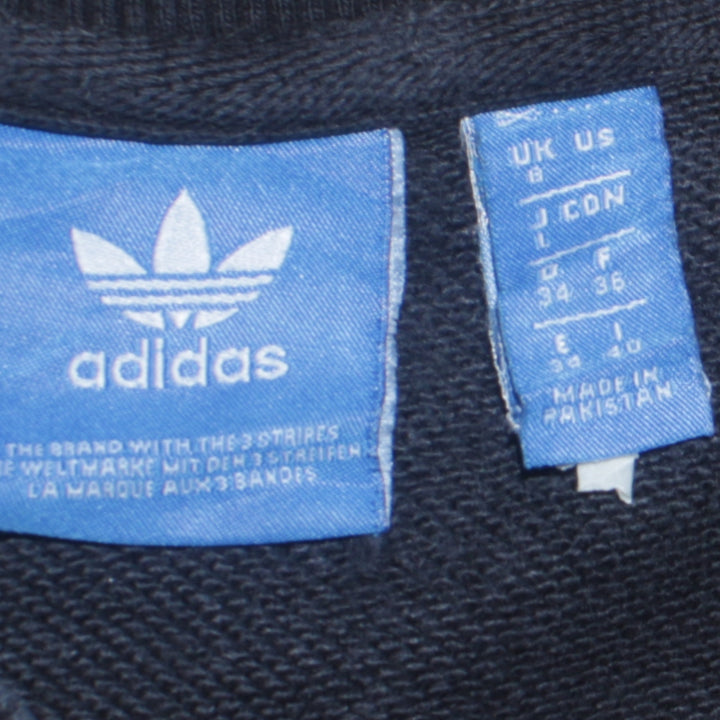 adidas
THE BRAND WITH THE 3 STRIPES
WELTMARKE MIT DEN 3 STREIFEN
LA MARQUE AUX 3 BANDES
UK US
8
J CDN
L
D F
34 36
E I
34 40
MADE IN
PAKISTAN